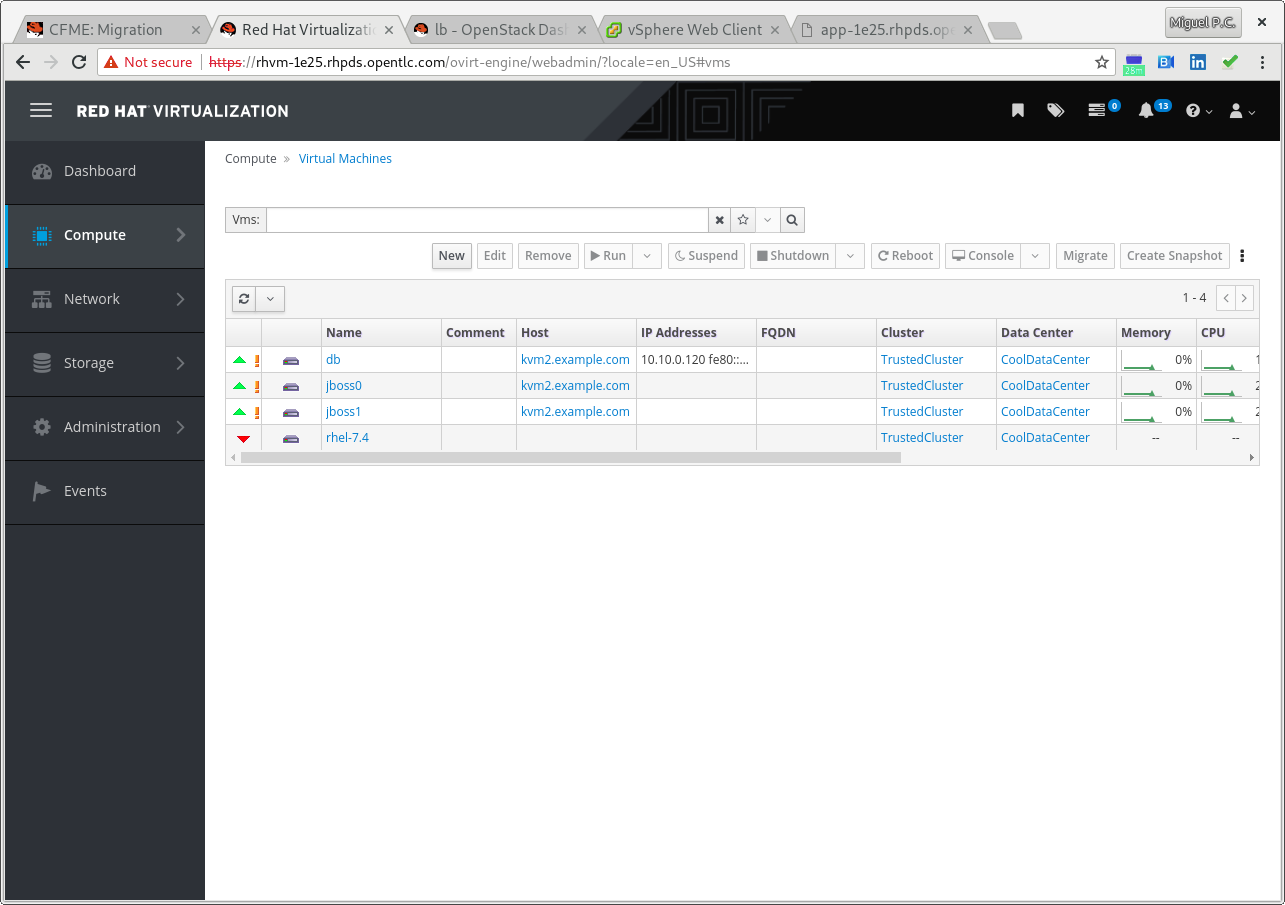 CFME: Migration
Red Hat Virtualizati
lb - OpenStack Das
vSphere Web Client
app-1e25.rhpds.ope
Miguel P.C.
Not secure https://rhvm-1e25.rhpds.opentlc.com/ovirt-engine/webadmin/?locale=en_US#vms
28m
RED HAT VIRTUALIZATION
0
13
Dashboard
Compute
Network
Storage
Administration
Events
Compute » Virtual Machines
Vms:
New Edit Remove Run Suspend Shutdown Reboot Console Migrate Create Snapshot
1 - 4
Name Comment Host IP Addresses FQDN Cluster Data Center Memory CPU
db kvm2.example.com 10.10.0.120 fe80::... TrustedCluster CoolDataCenter 0% 1
jboss0 kvm2.example.com TrustedCluster CoolDataCenter 0% 2
jboss1 kvm2.example.com TrustedCluster CoolDataCenter 0% 2
rhel-7.4 TrustedCluster CoolDataCenter -- --